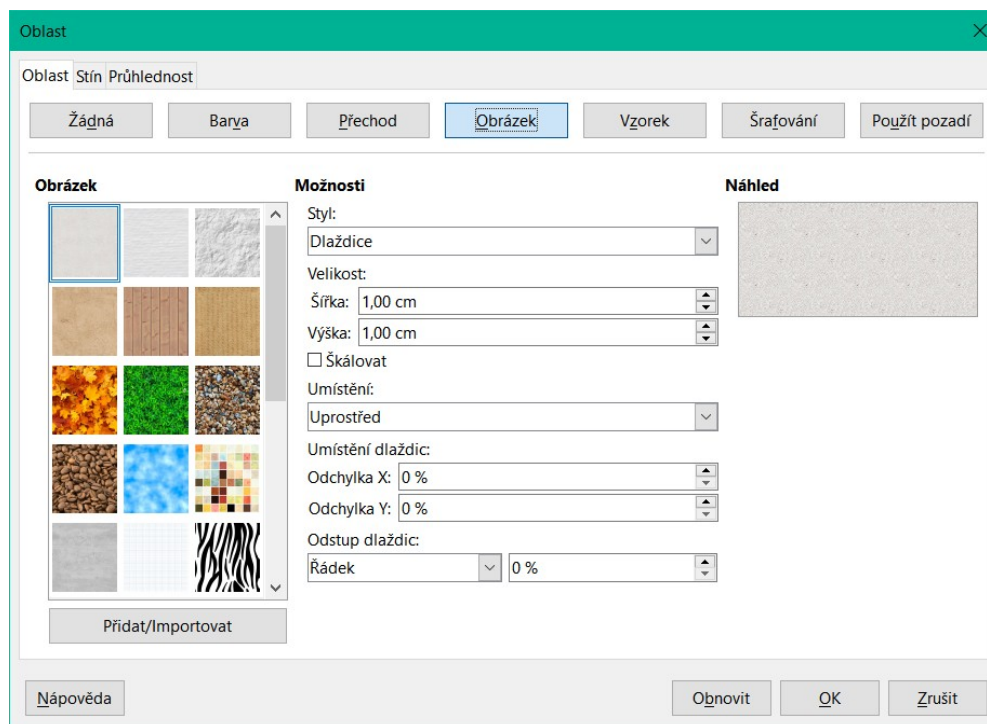 Oblast
Oblast Stín Průhlednost
Žádná Barva Přechod Obrázek Vzorek Šrafování Použít pozadí
Obrázek Možnosti Náhled
Styl:
Dlaždice
Velikost:
Šířka: 1,00 cm
Výška: 1,00 cm
Škálovat
Umístění:
Uprostřed
Umístění dlaždic:
Odchylka X: 0 %
Odchylka Y: 0 %
Odstup dlaždic:
Řádek 0 %
Přidat/Importovat
Nápověda Obnovit OK Zrušit